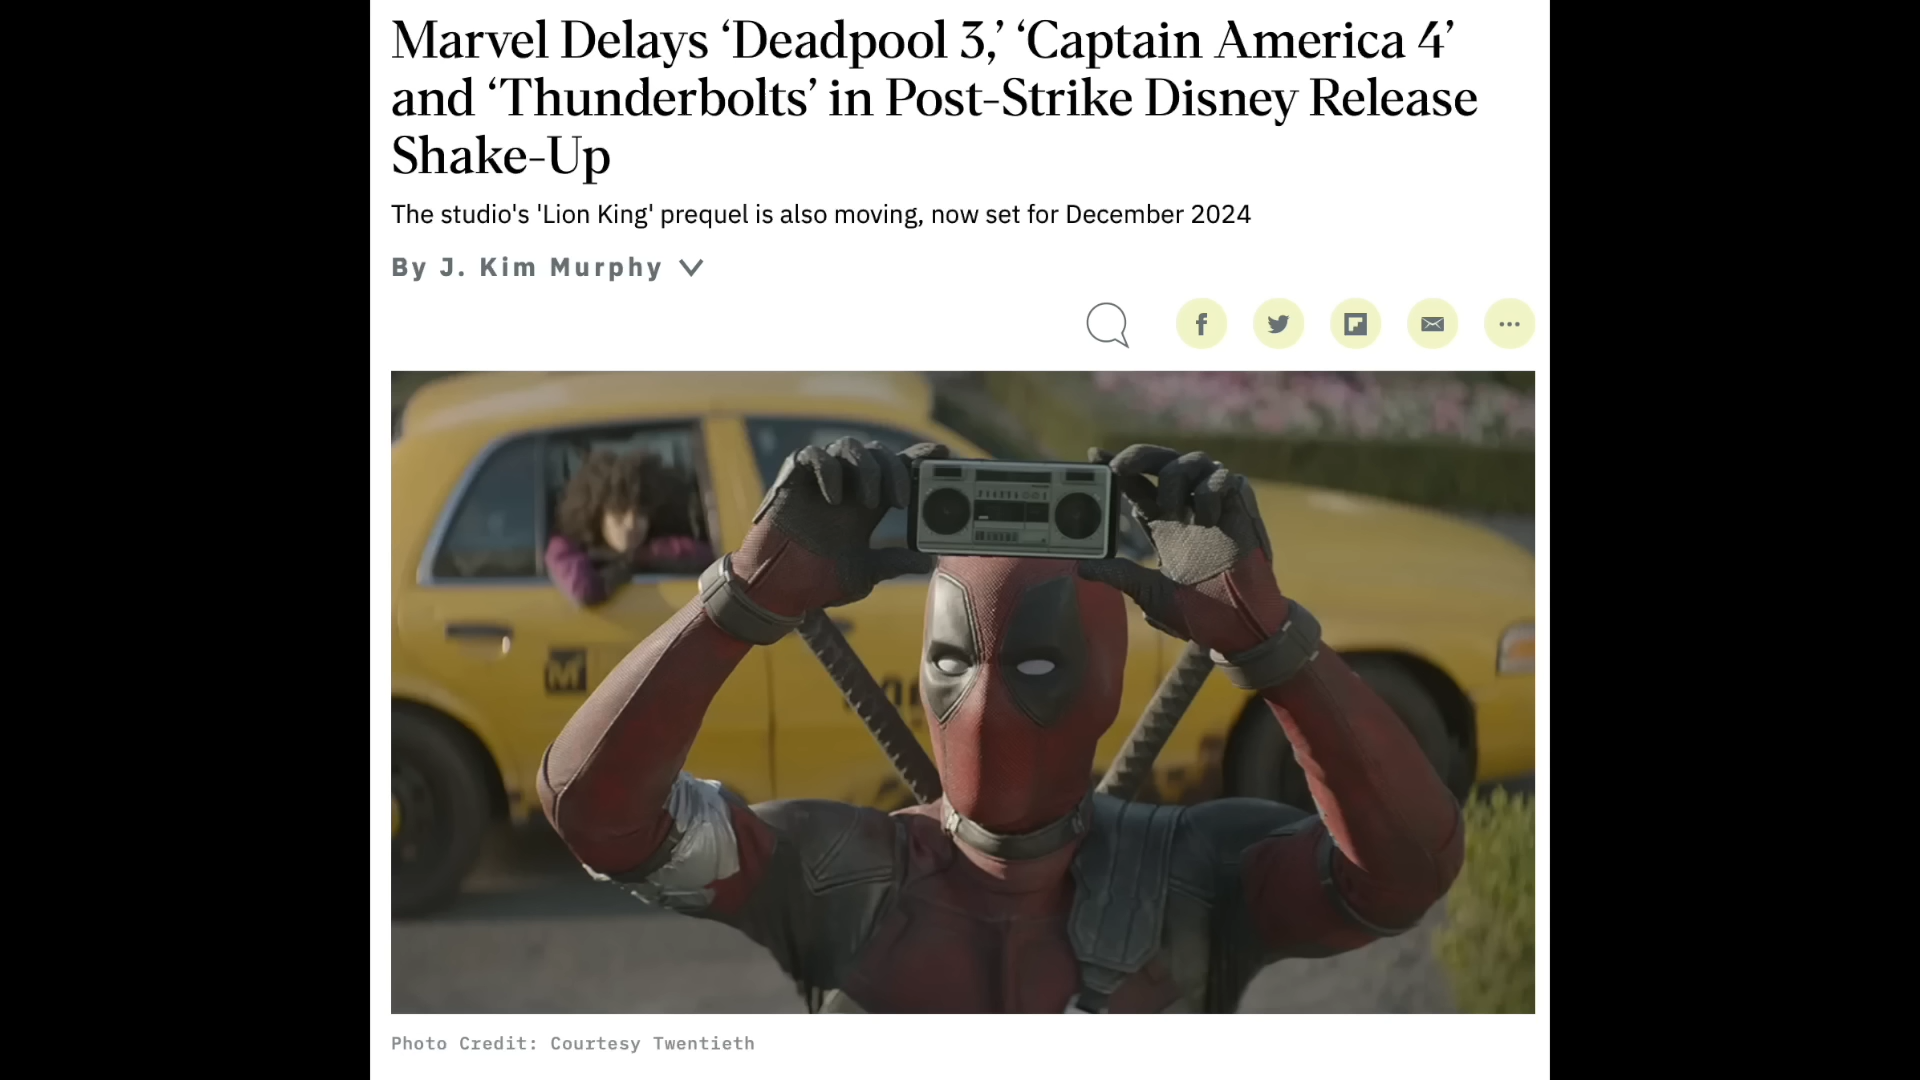 Marvel Delays ‘Deadpool 3,’ ‘Captain America 4’
and ‘Thunderbolts’ in Post-Strike Disney Release
Shake-Up
The studio's 'Lion King' prequel is also moving, now set for December 2024
By J. Kim Murphy
Photo Credit: Courtesy Twentieth